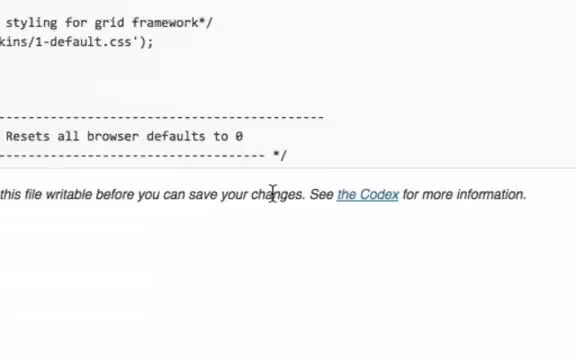 styling for grid framework*/
kins/1-default.css');
------------------------------------------
Resets all browser defaults to 0
---------------------------------- */
this file writable before you can save your changes. See the Codex for more information.